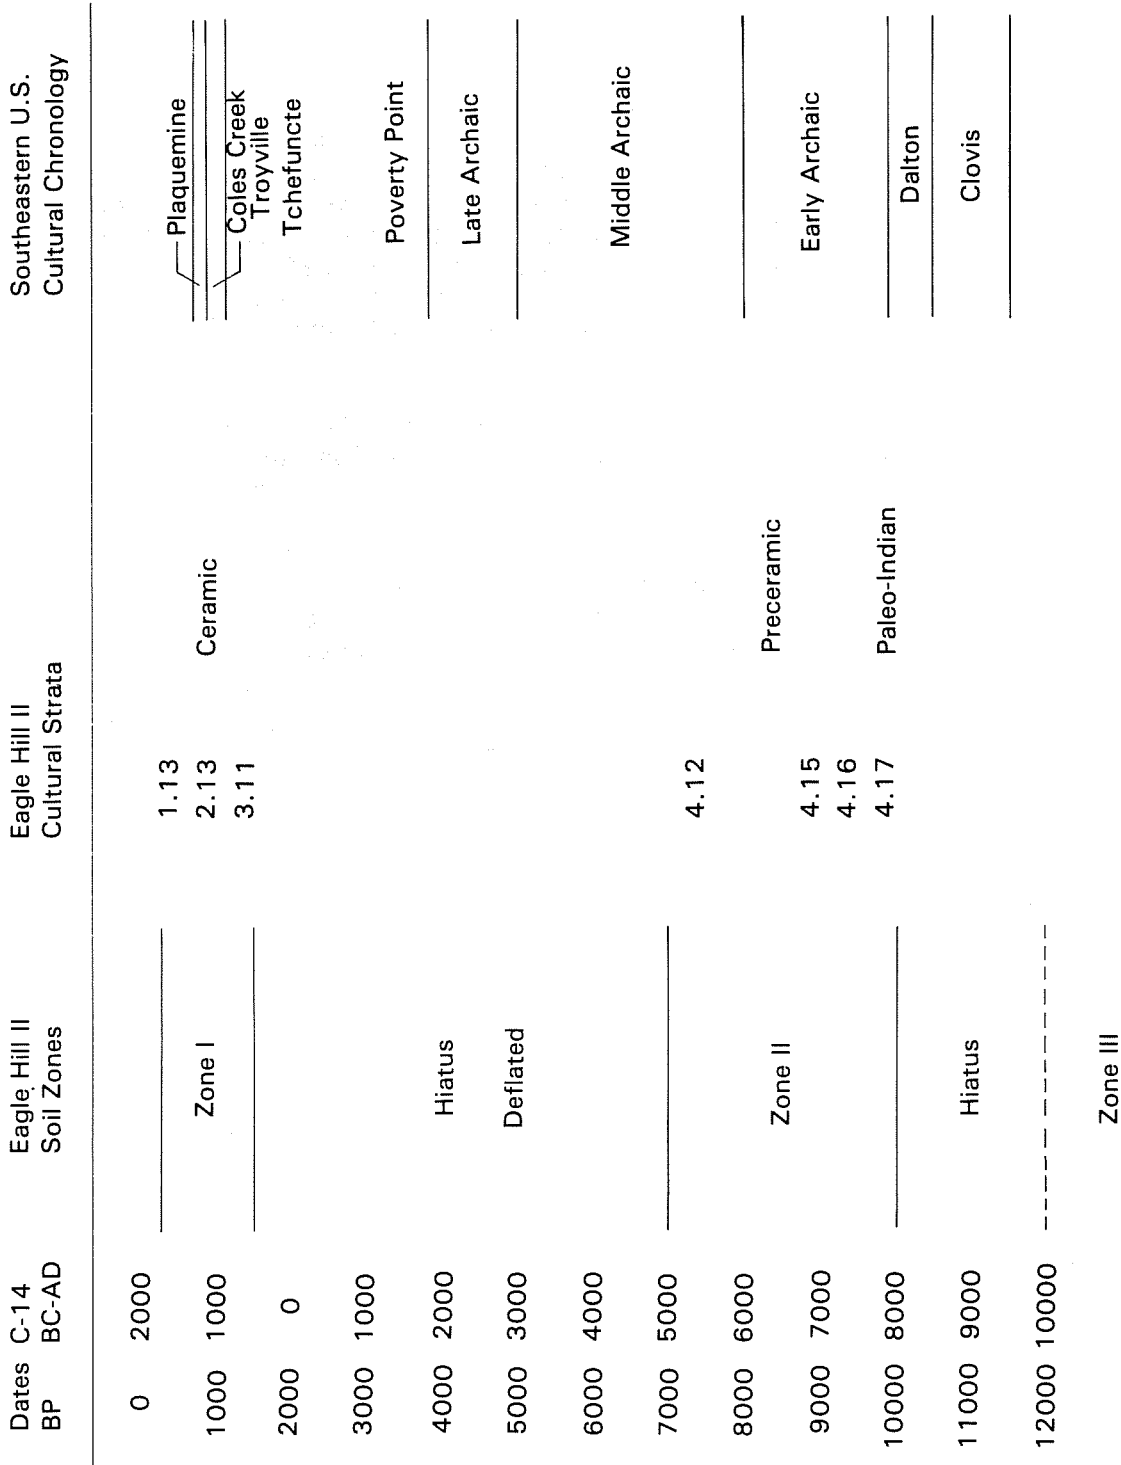 Dates C-14
BP BC-AD
Eagle Hill II
Soil Zones
Eagle Hill II
Cultural Strata
Southeastern U.S.
Cultural Chronology
0 2000
1000 1000
2000 0
3000 1000
4000 2000
5000 3000
6000 4000
7000 5000
8000 6000
9000 7000
10000 8000
11000 9000
12000 10000
Zone I
Hiatus
Deflated
Zone II
Hiatus
Zone III
1.13
2.13
3.11
4.12
4.15
4.16
4.17
Ceramic
Preceramic
Paleo-Indian
Plaquemine
Coles Creek
Troyville
Tchefuncte
Poverty Point
Late Archaic
Middle Archaic
Early Archaic
Dalton
Clovis